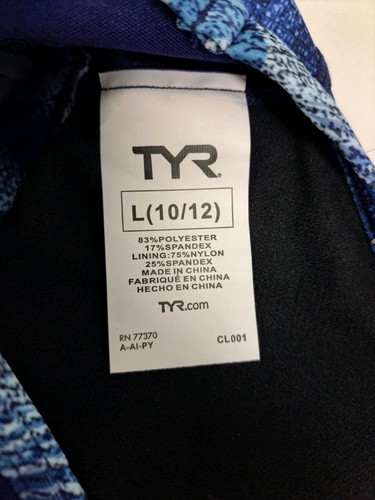 TYR
L(10/12)
83%POLYESTER
17%SPANDEX
LINING:75%NYLON
25%SPANDEX
MADE IN CHINA
FABRIQUÉ EN CHINA
HECHO EN CHINA
TYR.com
RN 77370
A-AI-PY
CL001